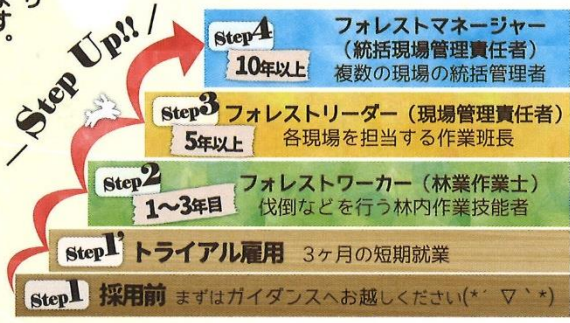 り
す。
Step Up!!
Step4
10年以上
フォレストマネージャー
（統括現場管理責任者）
複数の現場の統括管理者
Step3
5年以上
フォレストリーダー（現場管理責任者）
各現場を担当する作業班長
Step2
1〜3年目
フォレストワーカー（林業作業士）
伐倒などを行う林内作業技能者
Step1' トライアル雇用 3ヶ月の短期就業
Step1 採用前 まずはガイダンスへお越しください(*´ ▽ ` *)